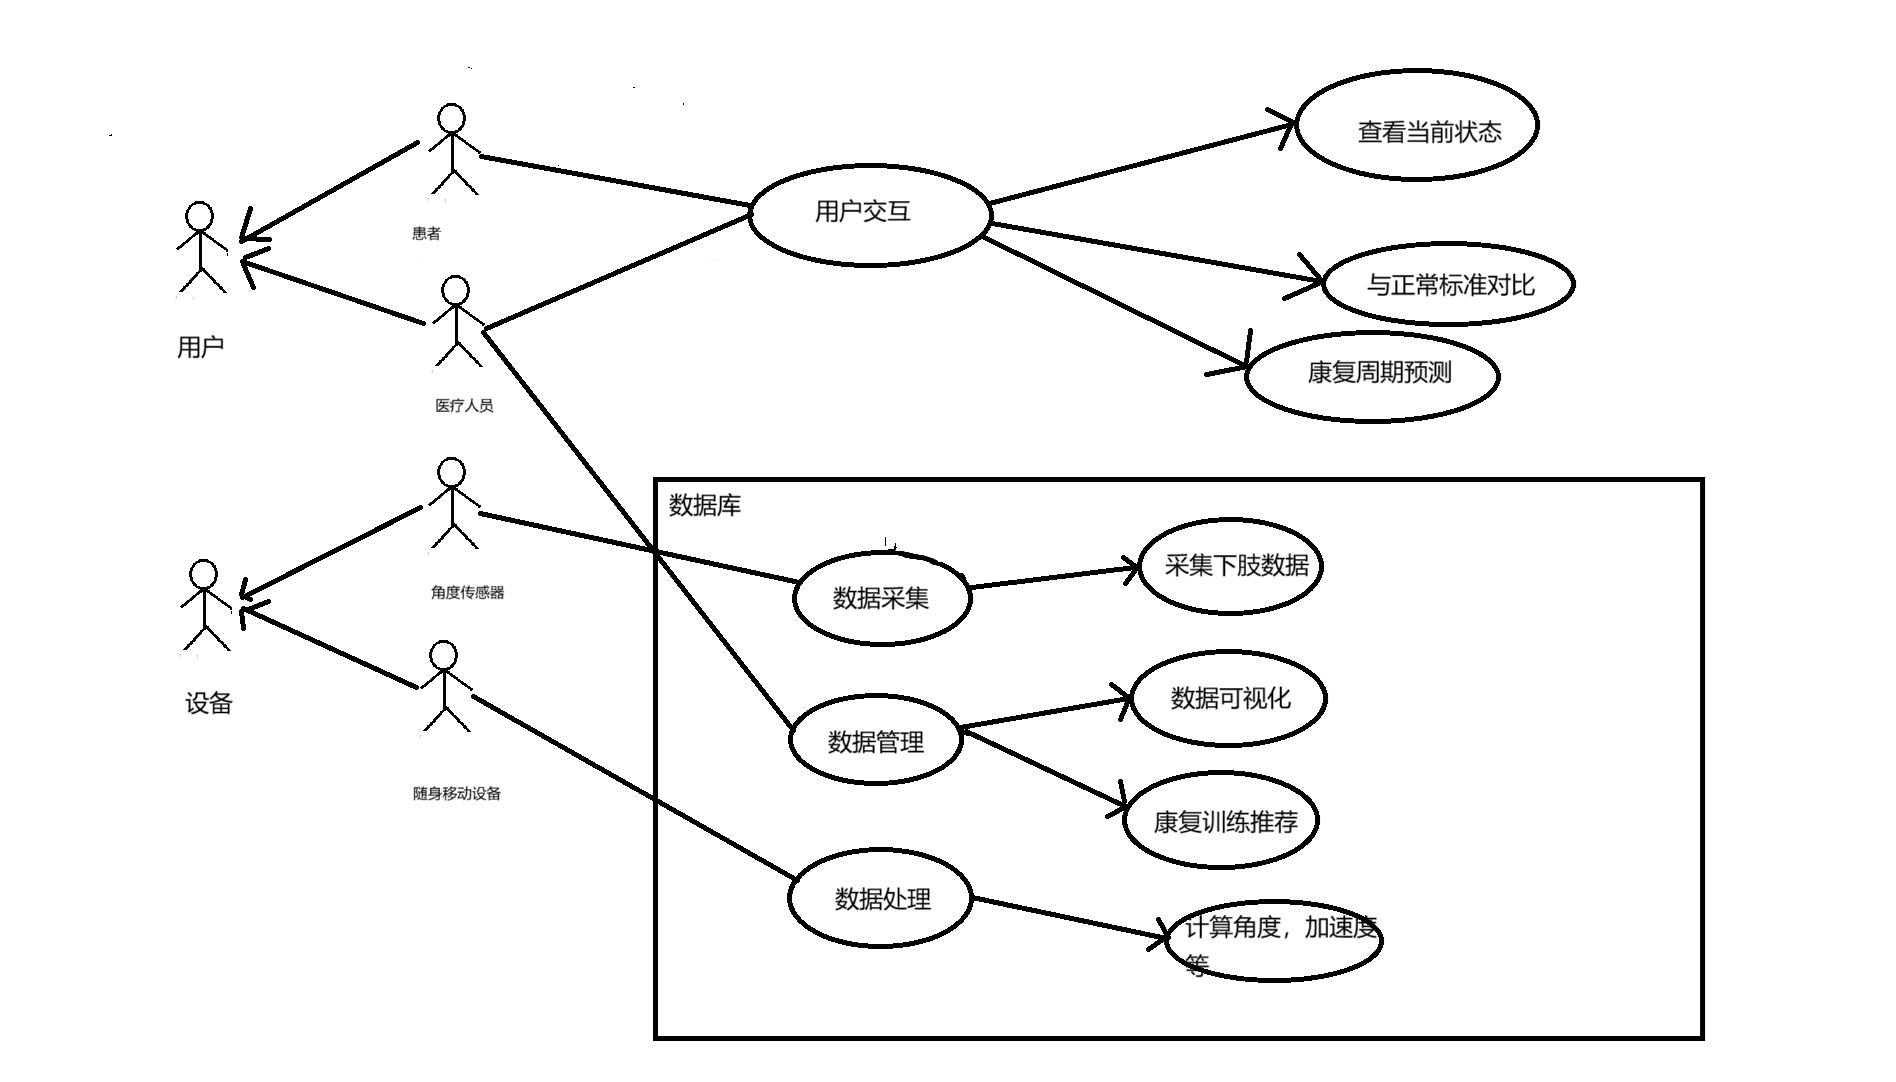 查看当前状态
用户交互
患者
与正常标准对比
用户
康复周期预测
医疗人员
数据库
采集下肢数据
角度传感器
数据采集
设备
数据可视化
数据管理
随身移动设备
康复训练推荐
数据处理
计算角度，加速度
等